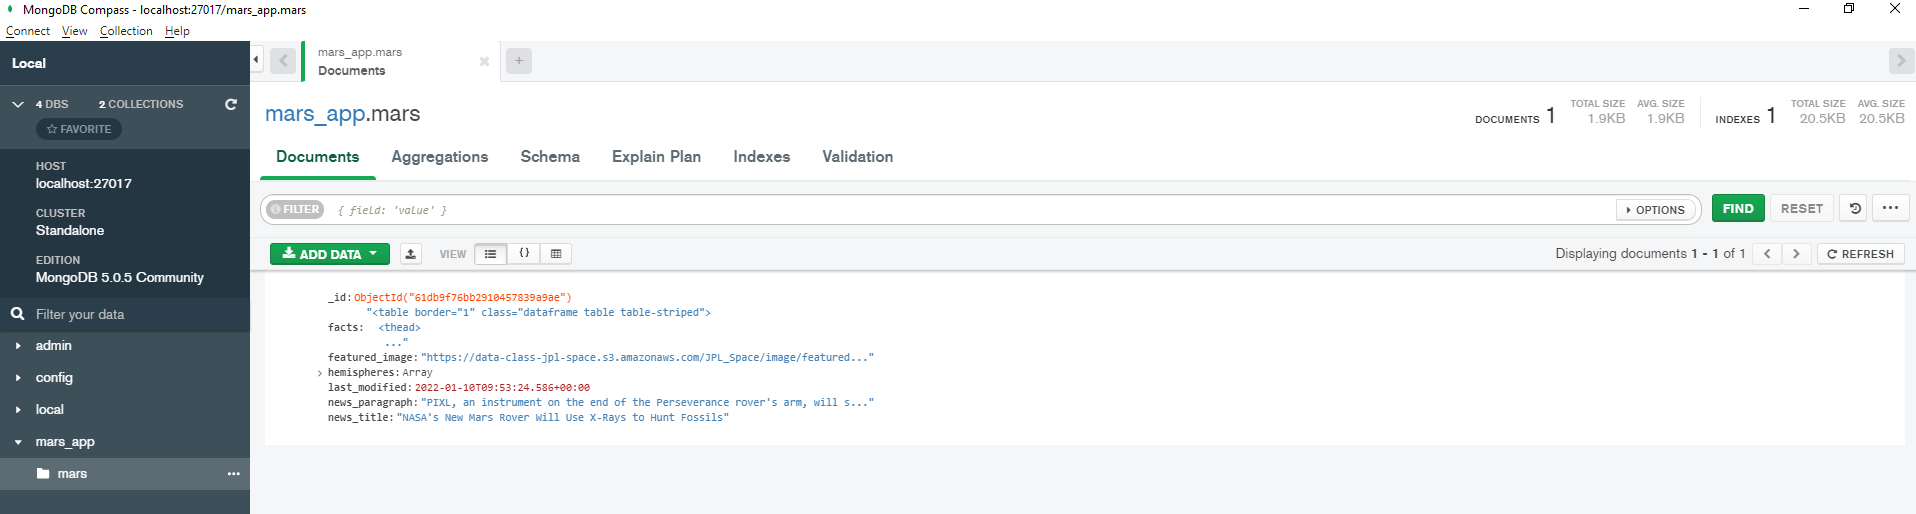 MongoDB Compass - localhost:27017/mars_app.mars
Connect View Collection Help
Local
4 DBS 2 COLLECTIONS
FAVORITE
HOST
localhost:27017
CLUSTER
Standalone
EDITION
MongoDB 5.0.5 Community
Filter your data
admin
config
local
mars_app
mars
mars_app.mars
Documents
mars_app.mars
DOCUMENTS 1 TOTAL SIZE 1.9KB AVG. SIZE 1.9KB INDEXES 1 TOTAL SIZE 20.5KB AVG. SIZE 20.5KB
Documents Aggregations Schema Explain Plan Indexes Validation
FILTER { field: 'value' } OPTIONS FIND RESET ...
ADD DATA VIEW {} Displaying documents 1 - 1 of 1 < > REFRESH
_id: ObjectId("61db9f76bb2910457839a9ae")
"<table border="1" class="dataframe table table-striped">
facts: <thead>
..."
featured_image: "https://data-class-jpl-space.s3.amazonaws.com/JPL_Space/image/featured..."
> hemispheres: Array
last_modified: 2022-01-10T09:53:24.586+00:00
news_paragraph: "PIXL, an instrument on the end of the Perseverance rover's arm, will s..."
news_title: "NASA's New Mars Rover Will Use X-Rays to Hunt Fossils"